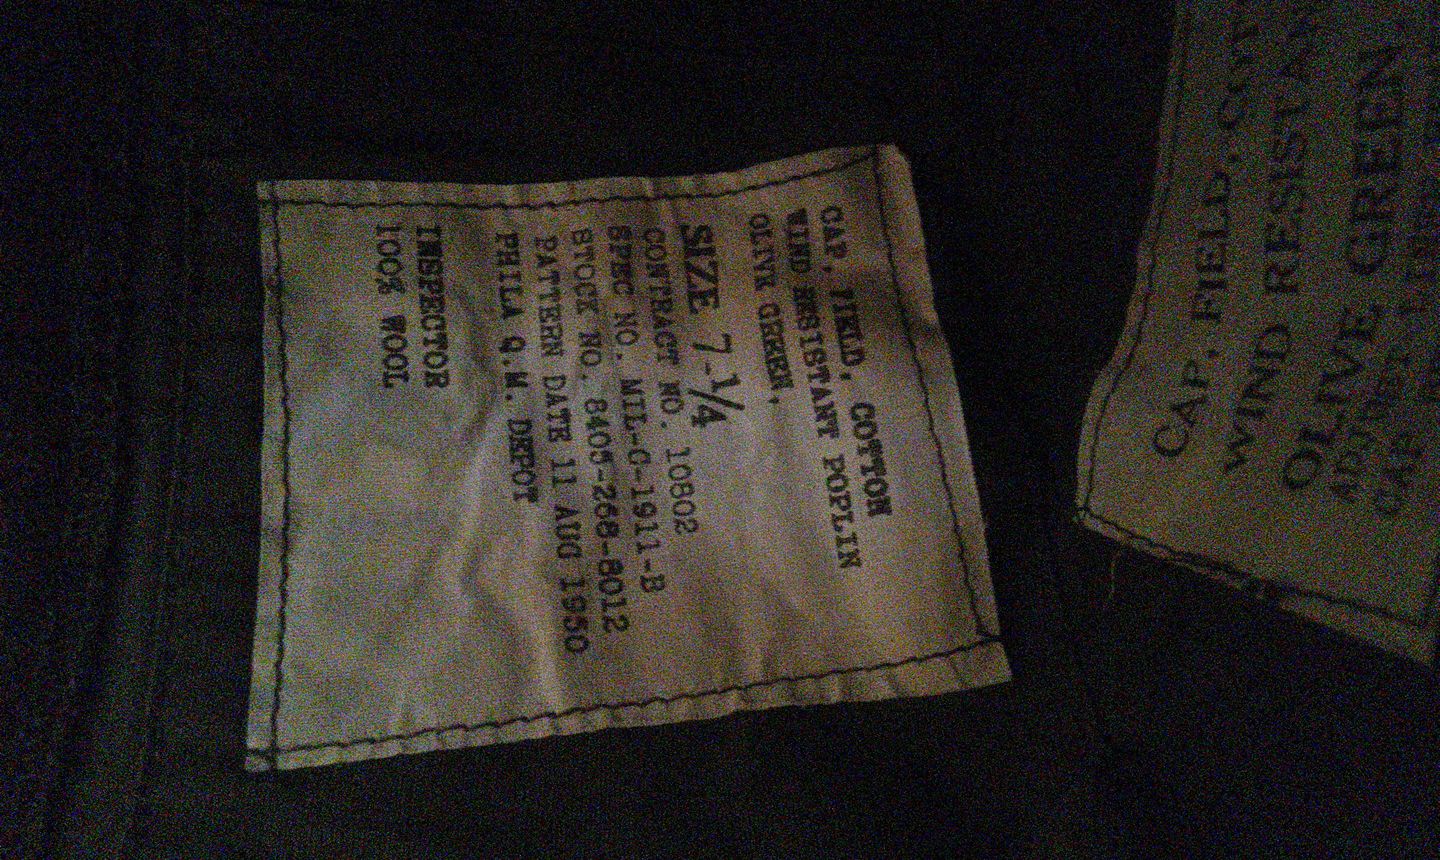 CAP, FIELD, COTTON
WIND RESISTANT POPLIN
OLIVE GREEN,
SIZE 7-1/4
CONTRACT NO. 10802
SPEC NO. MIL-C-1911-B
STOCK NO. 8405-268-8012
PATTERN DATE 11 AUG 1950
PHILA Q.M. DEPOT
INSPECTOR
100% WOOL
CAP, FIELD, COT
WIND RESISTAN
OLIVE GREEN